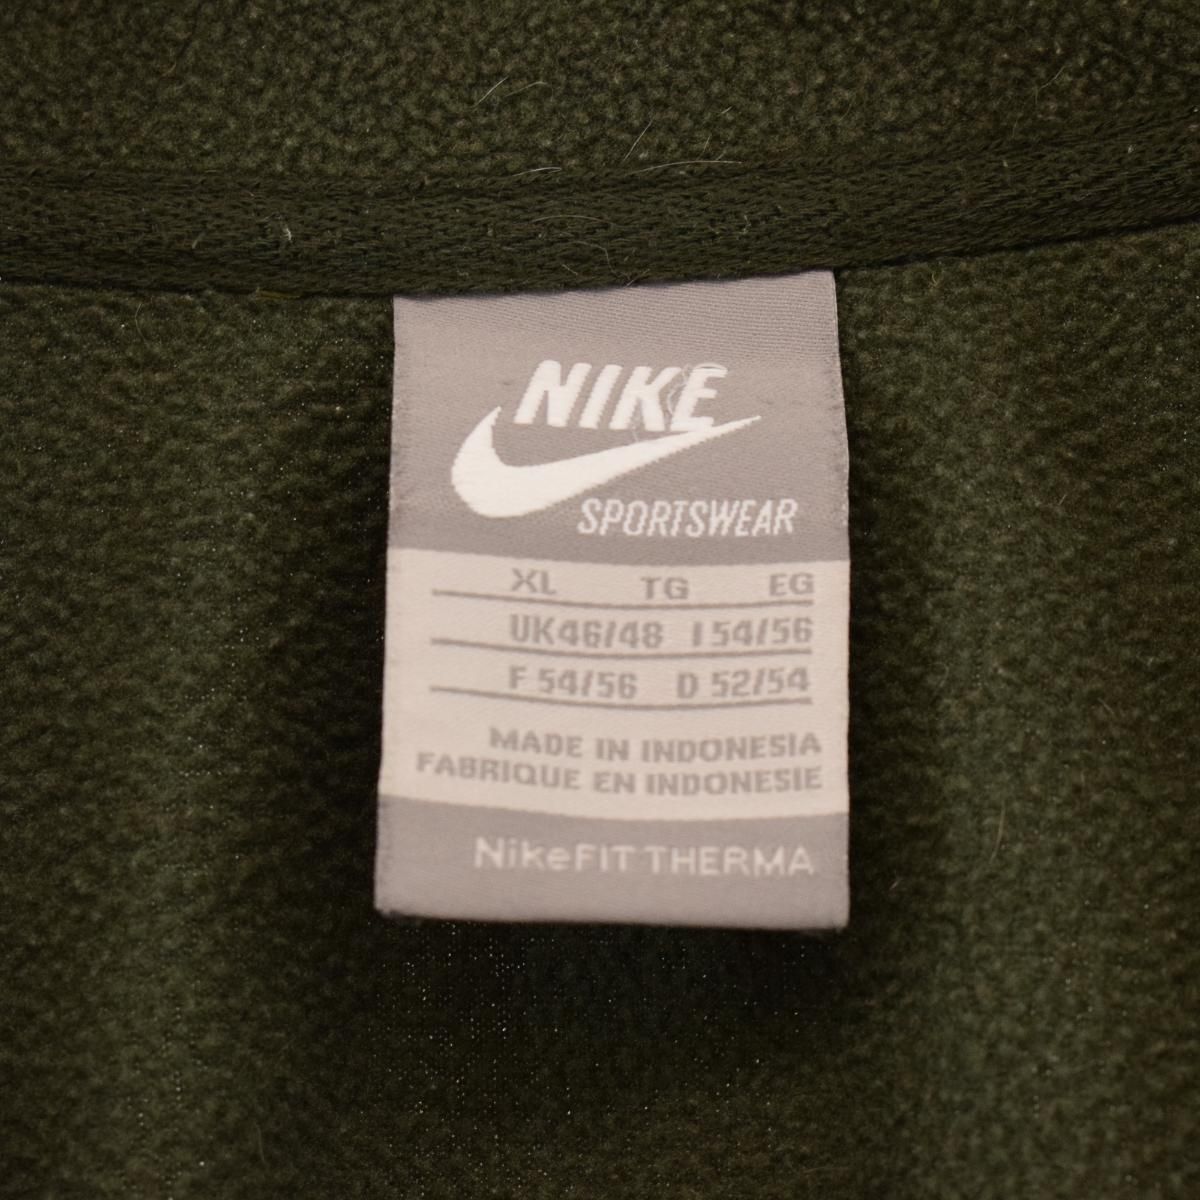 NIKE
SPORTSWEAR
XL TG EG
UK46/48 I54/56
F 54/56 D 52/54
MADE IN INDONESIA
FABRIQUE EN INDONESIE
NikeFIT THERMA